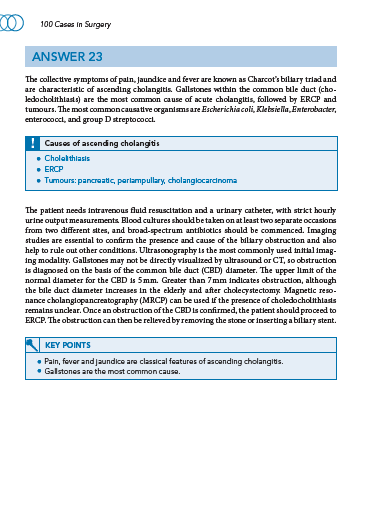 100 Cases in Surgery
ANSWER 23
The collective symptoms of pain, jaundice and fever are known as Charcot's biliary triad and
are characteristic of ascending cholangitis. Gallstones within the common bile duct (cho-
ledocholithiasis) are the most common cause of acute cholangitis, followed by ERCP and
tumours. The most common causative organisms are Escherichia coli, Klebsiella, Enterobacter,
enterococci, and group D streptococci.
! Causes of ascending cholangitis
• Cholelithiasis
• ERCP
• Tumours: pancreatic, periampullary, cholangiocarcinoma
The patient needs intravenous fluid resuscitation and a urinary catheter, with strict hourly
urine output measurements. Blood cultures should be taken on at least two separate occasions
from two different sites, and broad-spectrum antibiotics should be commenced. Imaging
studies are essential to confirm the presence and cause of the biliary obstruction and also
help to rule out other conditions. Ultrasonography is the most commonly used initial imag-
ing modality. Gallstones may not be directly visualized by ultrasound or CT, so obstruction
is diagnosed on the basis of the common bile duct (CBD) diameter. The upper limit of the
normal diameter for the CBD is 5 mm. Greater than 7 mm indicates obstruction, although
the bile duct diameter increases in the elderly and after cholecystectomy. Magnetic reso-
nance cholangiopancreatography (MRCP) can be used if the presence of choledocholithiasis
remains unclear. Once an obstruction of the CBD is confirmed, the patient should proceed to
ERCP. The obstruction can then be relieved by removing the stone or inserting a biliary stent.
KEY POINTS
• Pain, fever and jaundice are classical features of ascending cholangitis.
• Gallstones are the most common cause.